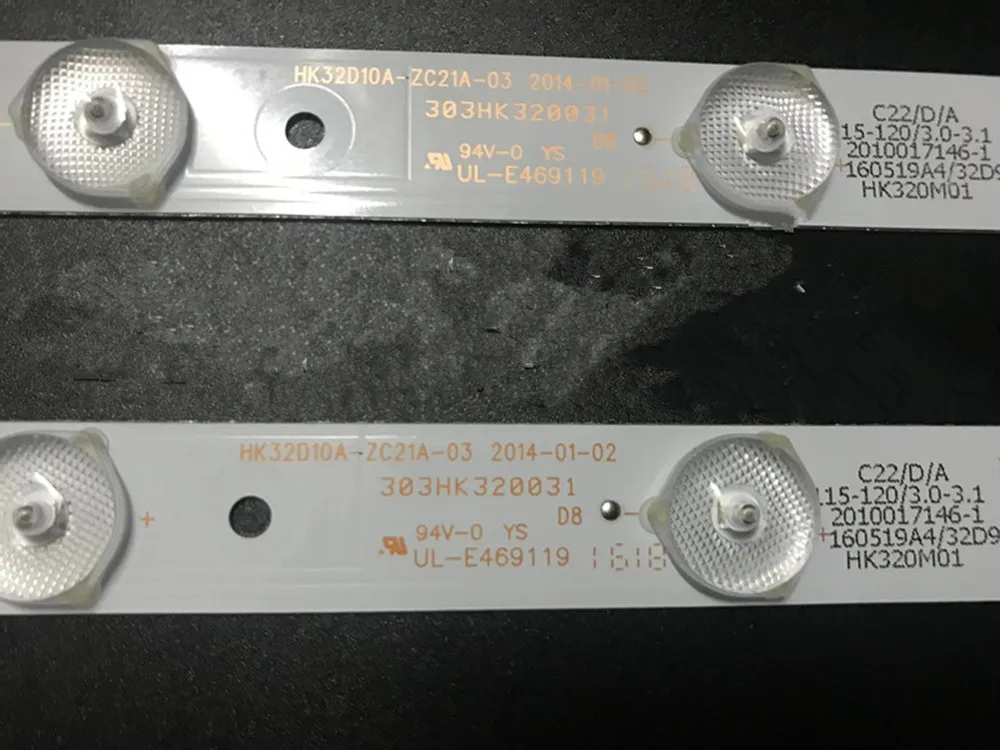 HK32D10A-ZC21A-03 2014-01-02
303HK320031
D8
94V-0 YS
UL-E469119 1618
C22/D/A
15-120/3.0-3.1
2010017146-1
+160519A4/32D9
HK320M01
HK32D10A-ZC21A-03 2014-01-02
303HK320031
+
D8
94V-0 YS
UL-E469119 1618
C22/D/A
115-120/3.0-3.1
2010017146-1
+160519A4/32D9
HK320M01